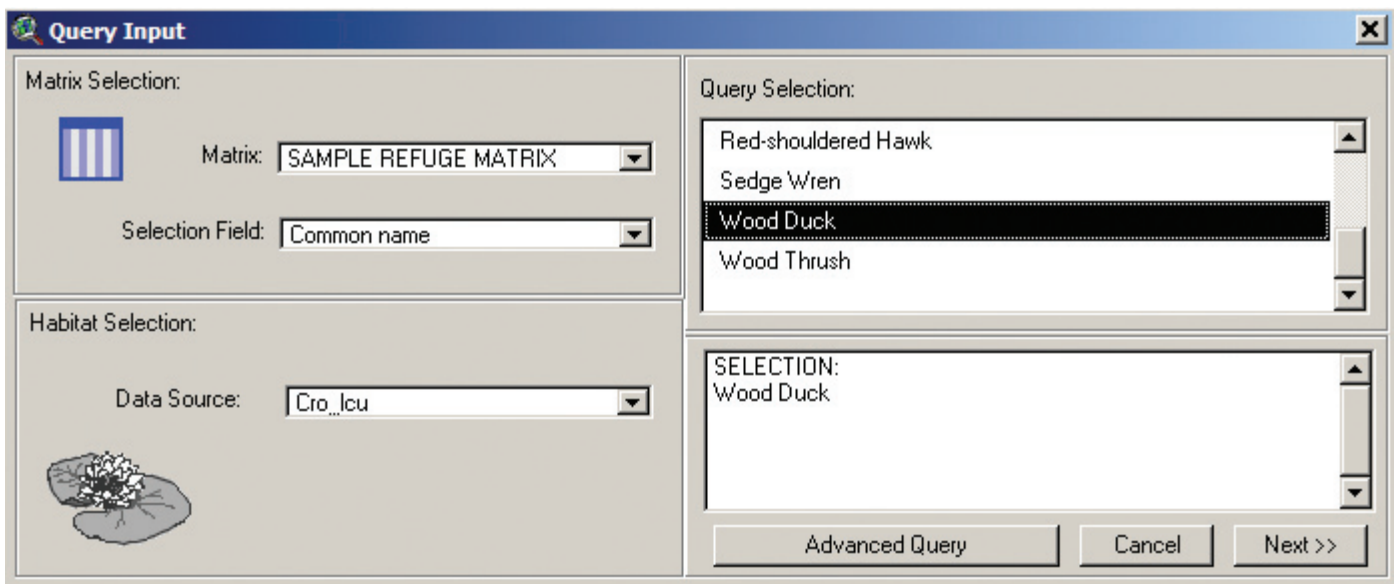 Query Input
Matrix Selection:
Matrix: SAMPLE REFUGE MATRIX
Selection Field: Common name
Habitat Selection:
Data Source: Cro_lcu
Query Selection:
Red-shouldered Hawk
Sedge Wren
Wood Duck
Wood Thrush
SELECTION:
Wood Duck
Advanced Query
Cancel
Next >>